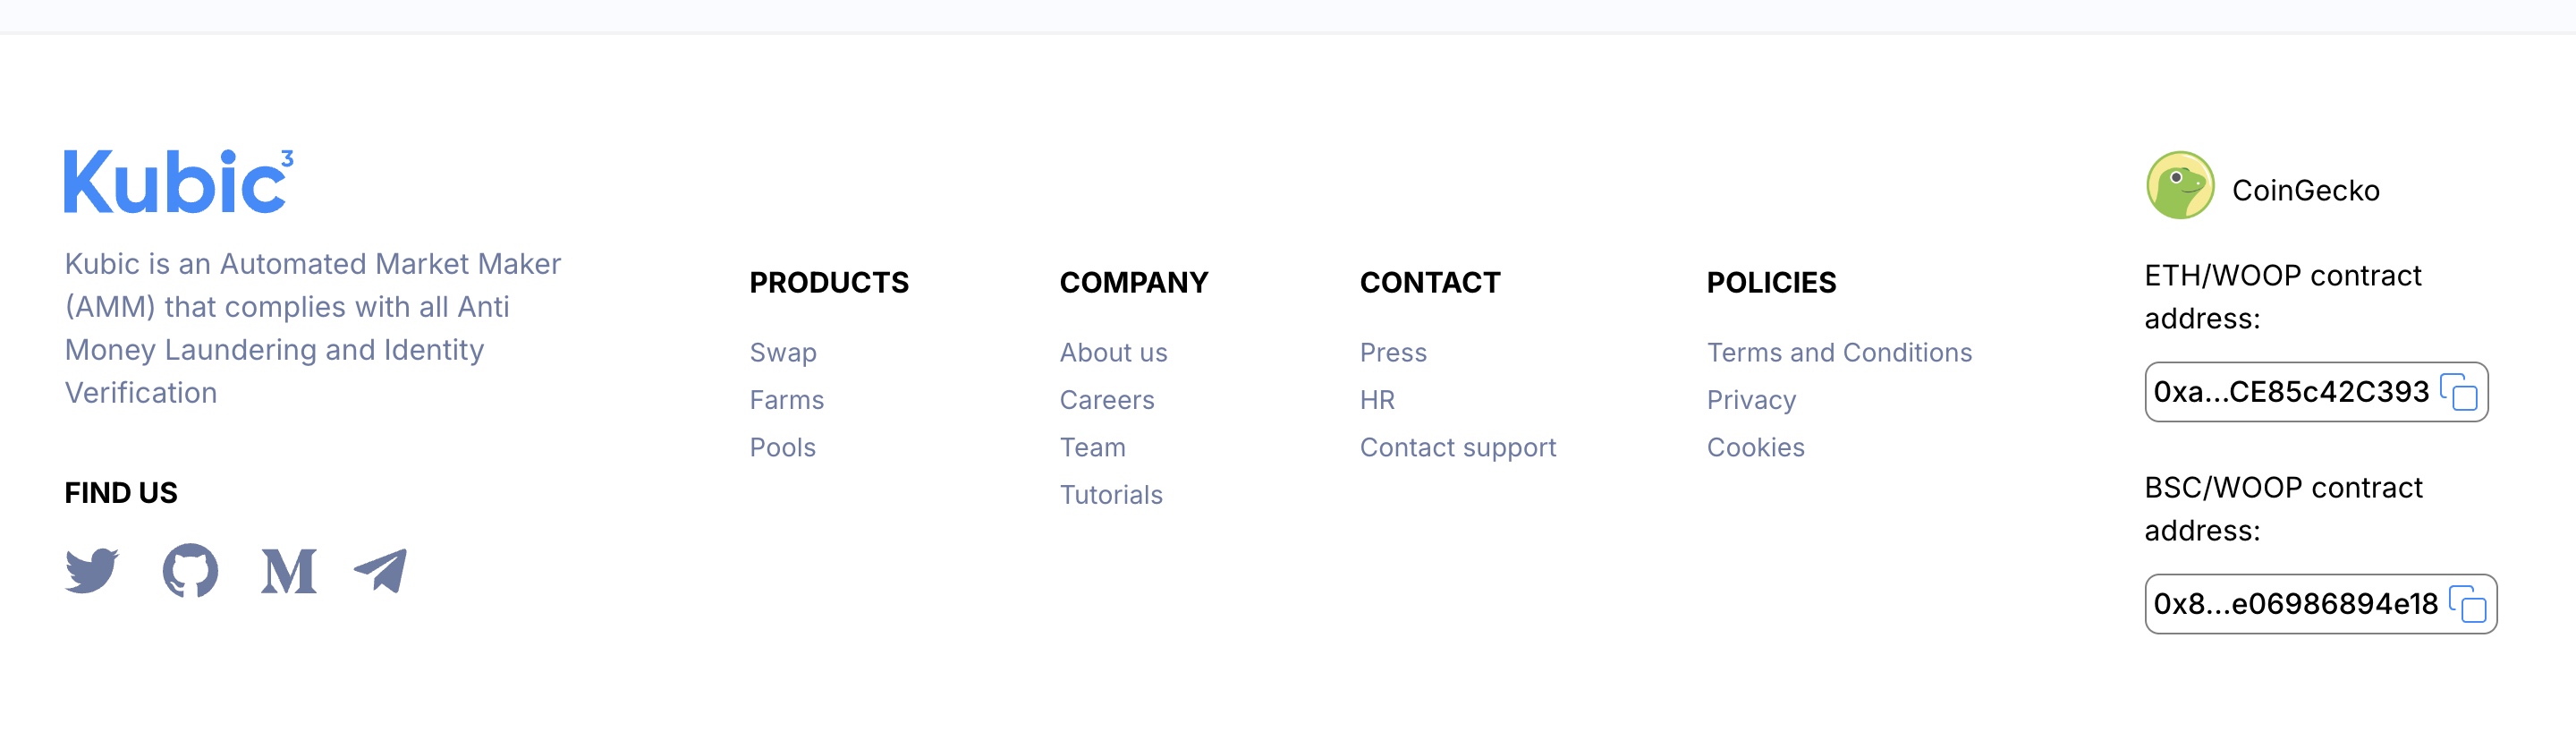 Kubic³
Kubic is an Automated Market Maker
(AMM) that complies with all Anti
Money Laundering and Identity
Verification
FIND US
PRODUCTS
Swap
Farms
Pools
COMPANY
About us
Careers
Team
Tutorials
CONTACT
Press
HR
Contact support
POLICIES
Terms and Conditions
Privacy
Cookies
CoinGecko
ETH/WOOP contract
address:
0xa...CE85c42C393
BSC/WOOP contract
address:
0x8...e06986894e18